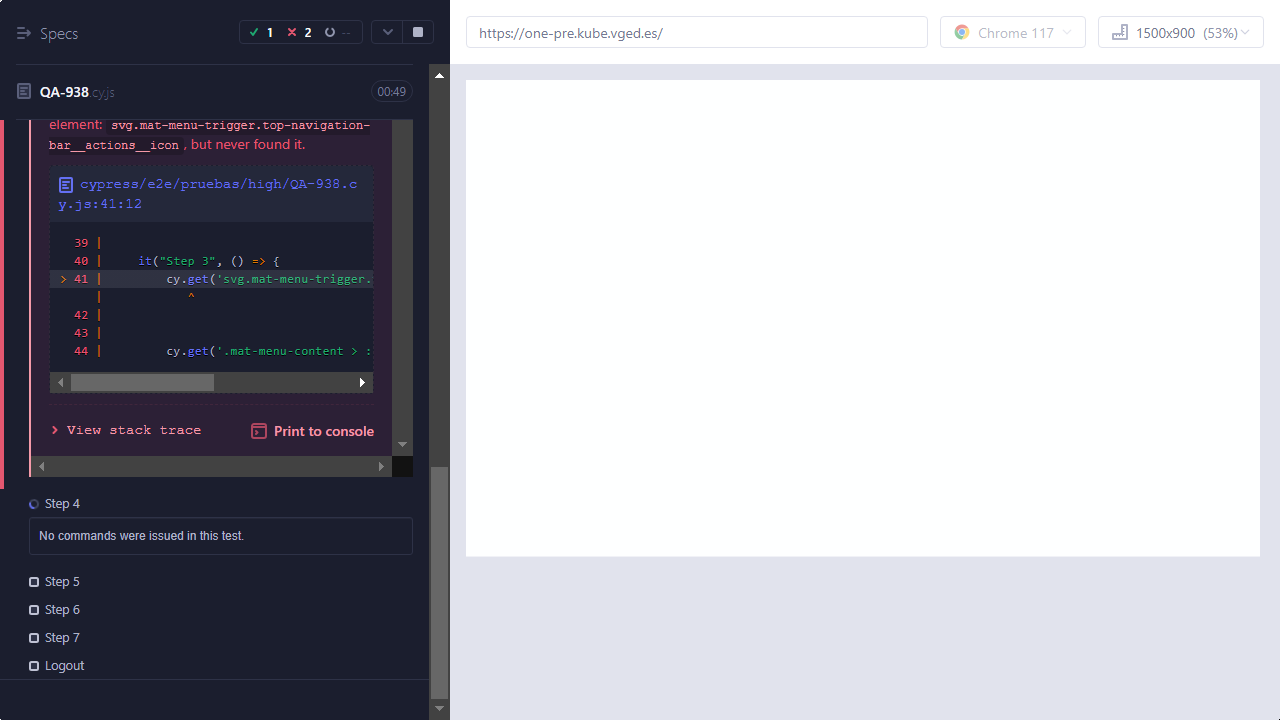 Specs
1
2
--
https://one-pre.kube.vged.es/
Chrome 117
1500x900 (53%)
QA-938.cy.js
00:49
element: svg.mat-menu-trigger.top-navigation-
bar__actions__icon , but never found it.
cypress/e2e/pruebas/high/QA-938.c
y.js:41:12
39 |
40 | it("Step 3", () => {
> 41 | cy.get('svg.mat-menu-trigger.
| ^
42 |
43 |
44 | cy.get('.mat-menu-content > :
> View stack trace
Print to console
Step 4
No commands were issued in this test.
Step 5
Step 6
Step 7
Logout